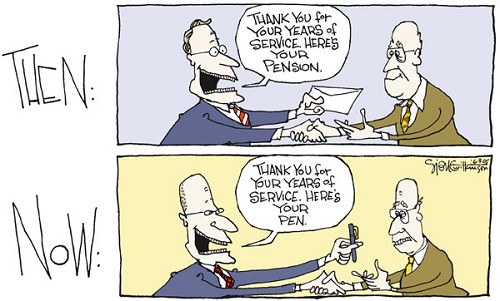 THEN:
THANK YOU for
YOUR YEARS of
SERVICE. HERE'S
YOUR
PENSION.
NOW:
THANK YOU for
YOUR YEARS of
SERVICE. HERE'S
YOUR
PEN.